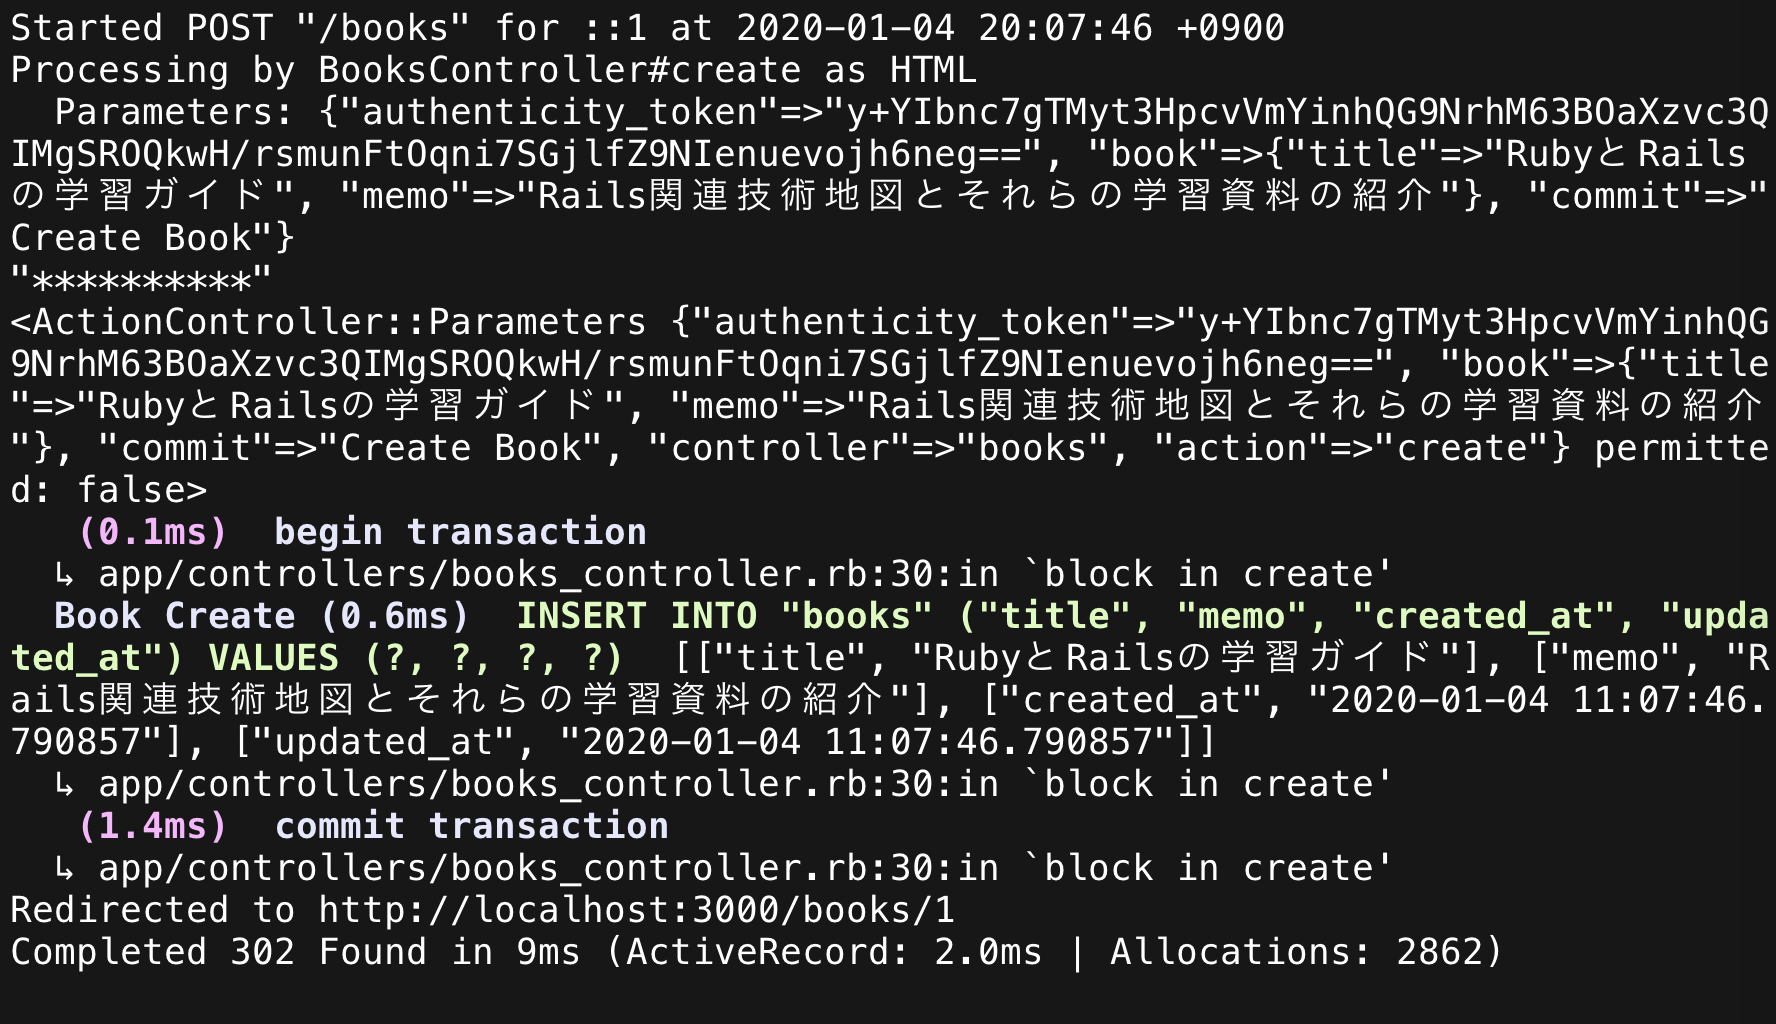 Started POST "/books" for ::1 at 2020-01-04 20:07:46 +0900
Processing by BooksController#create as HTML
  Parameters: {"authenticity_token"=>"y+YIbnc7gTMyt3HpcvVmYinhQG9NrhM63BOaXzvc3Q
IMgSROQkwH/rsmunFtOqni7SGjlfZ9NIenuevojh6neg==", "book"=>{"title"=>"RubyとRails
の学習ガイド", "memo"=>"Rails関連技術地図とそれらの学習資料の紹介"}, "commit"=>"
Create Book"}
"**********"
<ActionController::Parameters {"authenticity_token"=>"y+YIbnc7gTMyt3HpcvVmYinhQG
9NrhM63BOaXzvc3QIMgSROQkwH/rsmunFtOqni7SGjlfZ9NIenuevojh6neg==", "book"=>{"title
"=>"RubyとRailsの学習ガイド", "memo"=>"Rails関連技術地図とそれらの学習資料の紹介
"}, "commit"=>"Create Book", "controller"=>"books", "action"=>"create"} permitte
d: false>
   (0.1ms)  begin transaction
  ↳ app/controllers/books_controller.rb:30:in `block in create'
  Book Create (0.6ms)  INSERT INTO "books" ("title", "memo", "created_at", "upda
ted_at") VALUES (?, ?, ?, ?)  [["title", "RubyとRailsの学習ガイド"], ["memo", "R
ails関連技術地図とそれらの学習資料の紹介"], ["created_at", "2020-01-04 11:07:46.
790857"], ["updated_at", "2020-01-04 11:07:46.790857"]]
  ↳ app/controllers/books_controller.rb:30:in `block in create'
   (1.4ms)  commit transaction
  ↳ app/controllers/books_controller.rb:30:in `block in create'
Redirected to http://localhost:3000/books/1
Completed 302 Found in 9ms (ActiveRecord: 2.0ms | Allocations: 2862)